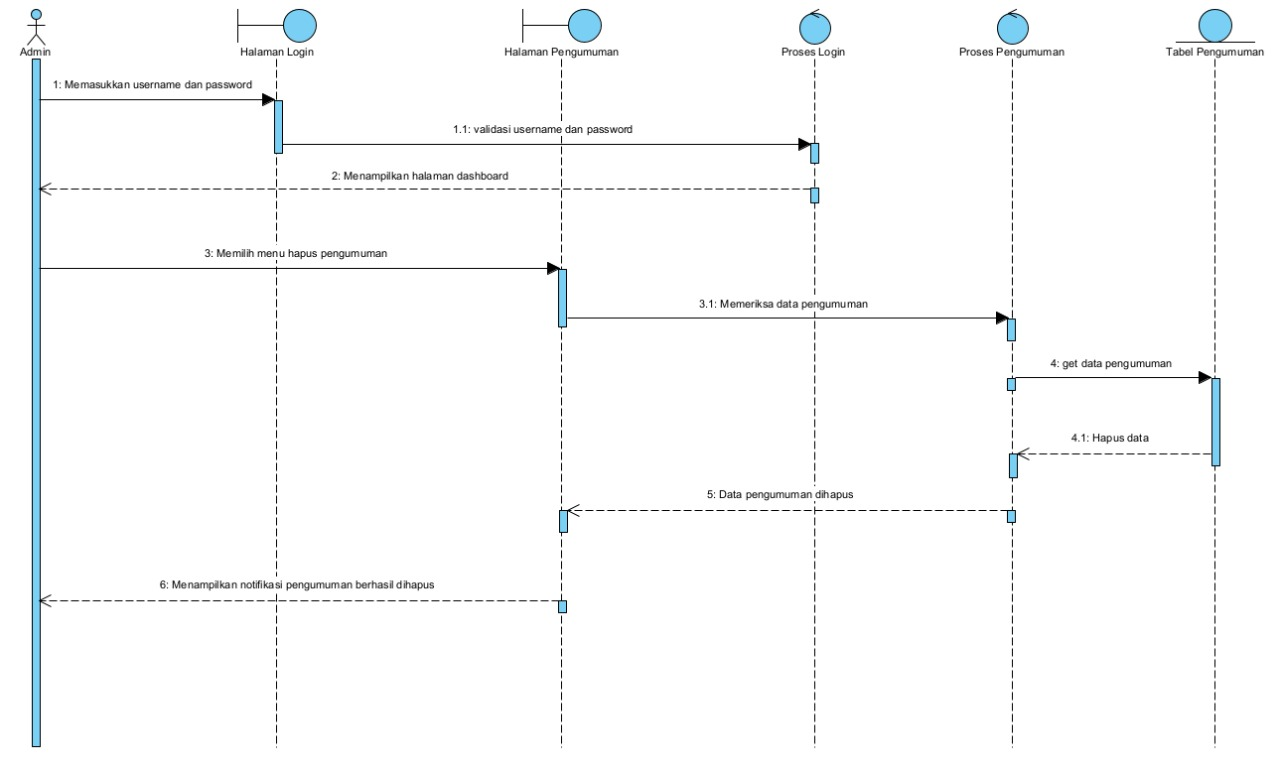 Admin
Halaman Login
Halaman Pengumuman
Proses Login
Proses Pengumuman
Tabel Pengumuman
1: Memasukkan username dan password
1.1: validasi username dan password
2: Menampilkan halaman dashboard
3: Memilih menu hapus pengumuman
3.1: Memeriksa data pengumuman
4: get data pengumuman
4.1: Hapus data
5: Data pengumuman dihapus
6: Menampilkan notifikasi pengumuman berhasil dihapus